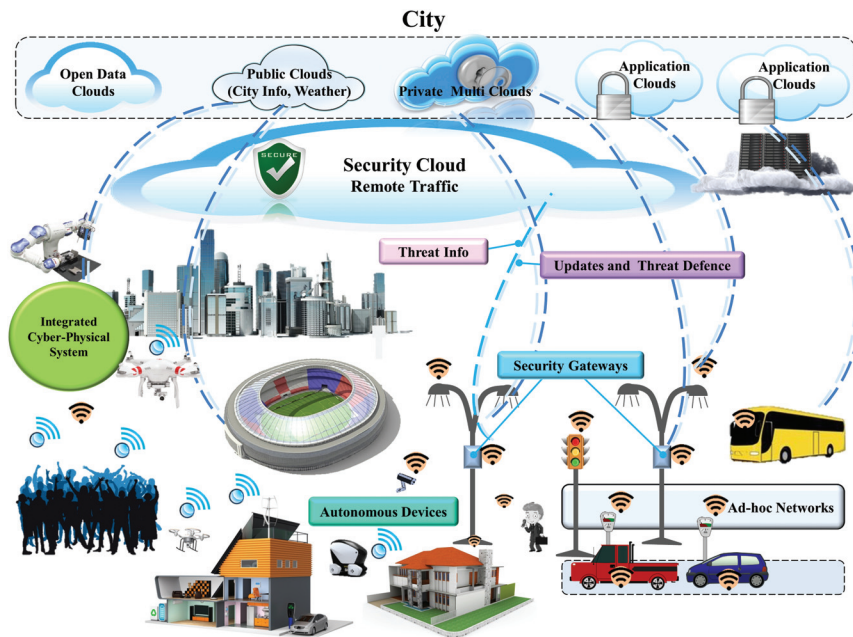 City
Open Data
Clouds
Public Clouds
(City Info, Weather)
Private Multi Clouds
Application
Clouds
Application
Clouds
SECURE
Security Cloud
Remote Traffic
Threat Info
Updates and Threat Defence
Integrated
Cyber-Physical
System
Security Gateways
Autonomous Devices
Ad-hoc Networks